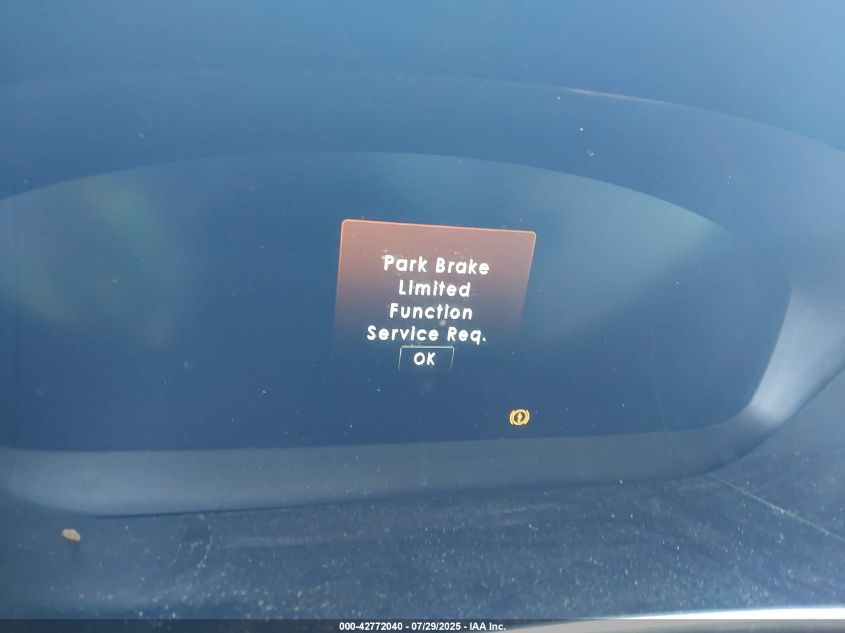 Park Brake
Limited
Function
Service Req.
OK
000-42772040 - 07/29/2025 - IAA Inc.